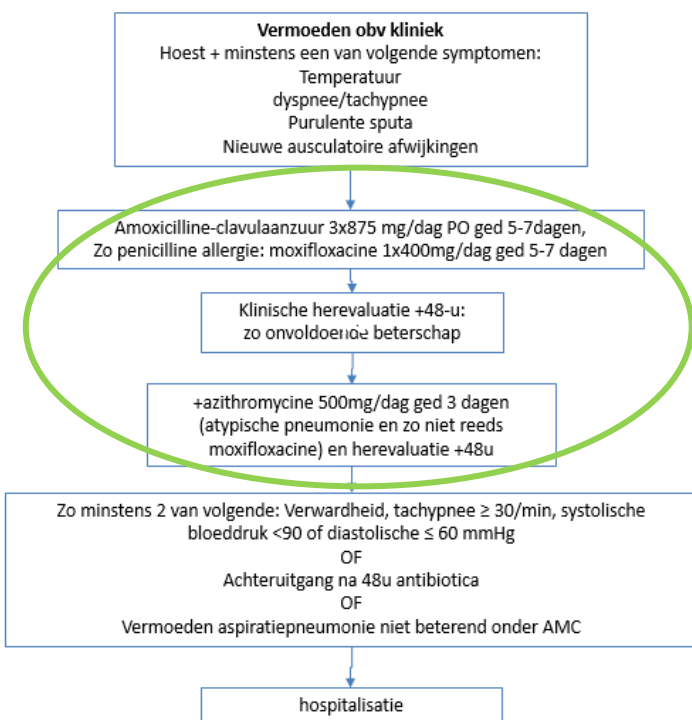 Vermoeden obv kliniek
Hoest + minstens een van volgende symptomen:
Temperatuur
dyspnee/tachypnee
Purulente sputa
Nieuwe ausculatoire afwijkingen
Amoxicilline-clavulaanzuur 3x875 mg/dag PO ged 5-7dagen,
Zo penicilline allergie: moxifloxacine 1x400mg/dag ged 5-7 dagen
Klinische herevaluatie +48-u:
zo onvoldoende beterschap
+azithromycine 500mg/dag ged 3 dagen
(atypische pneumonie en zo niet reeds
moxifloxacine) en herevaluatie +48u
Zo minstens 2 van volgende: Verwardheid, tachypnee ≥ 30/min, systolische
bloeddruk <90 of diastolische ≤ 60 mmHg
OF
Achteruitgang na 48u antibiotica
OF
Vermoeden aspiratiepneumonie niet beterend onder AMC
hospitalisatie